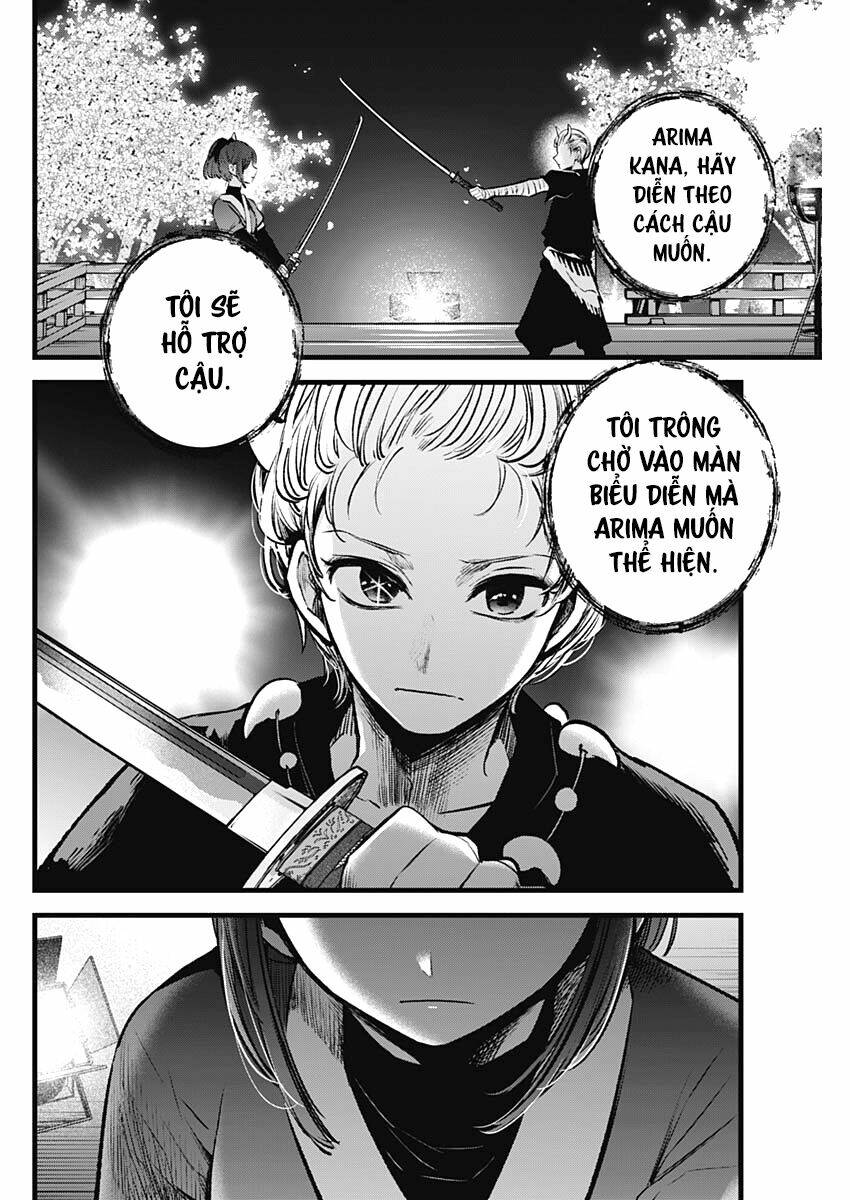 ARIMA
KANA, HÃY
DIỄN THEO
CÁCH CẬU
MUỐN.
TÔI SẼ
HỖ TRỢ
CẬU.
TÔI TRÔNG
CHỜ VÀO MÀN
BIỂU DIỄN MÀ
ARIMA MUỐN
THỂ HIỆN.